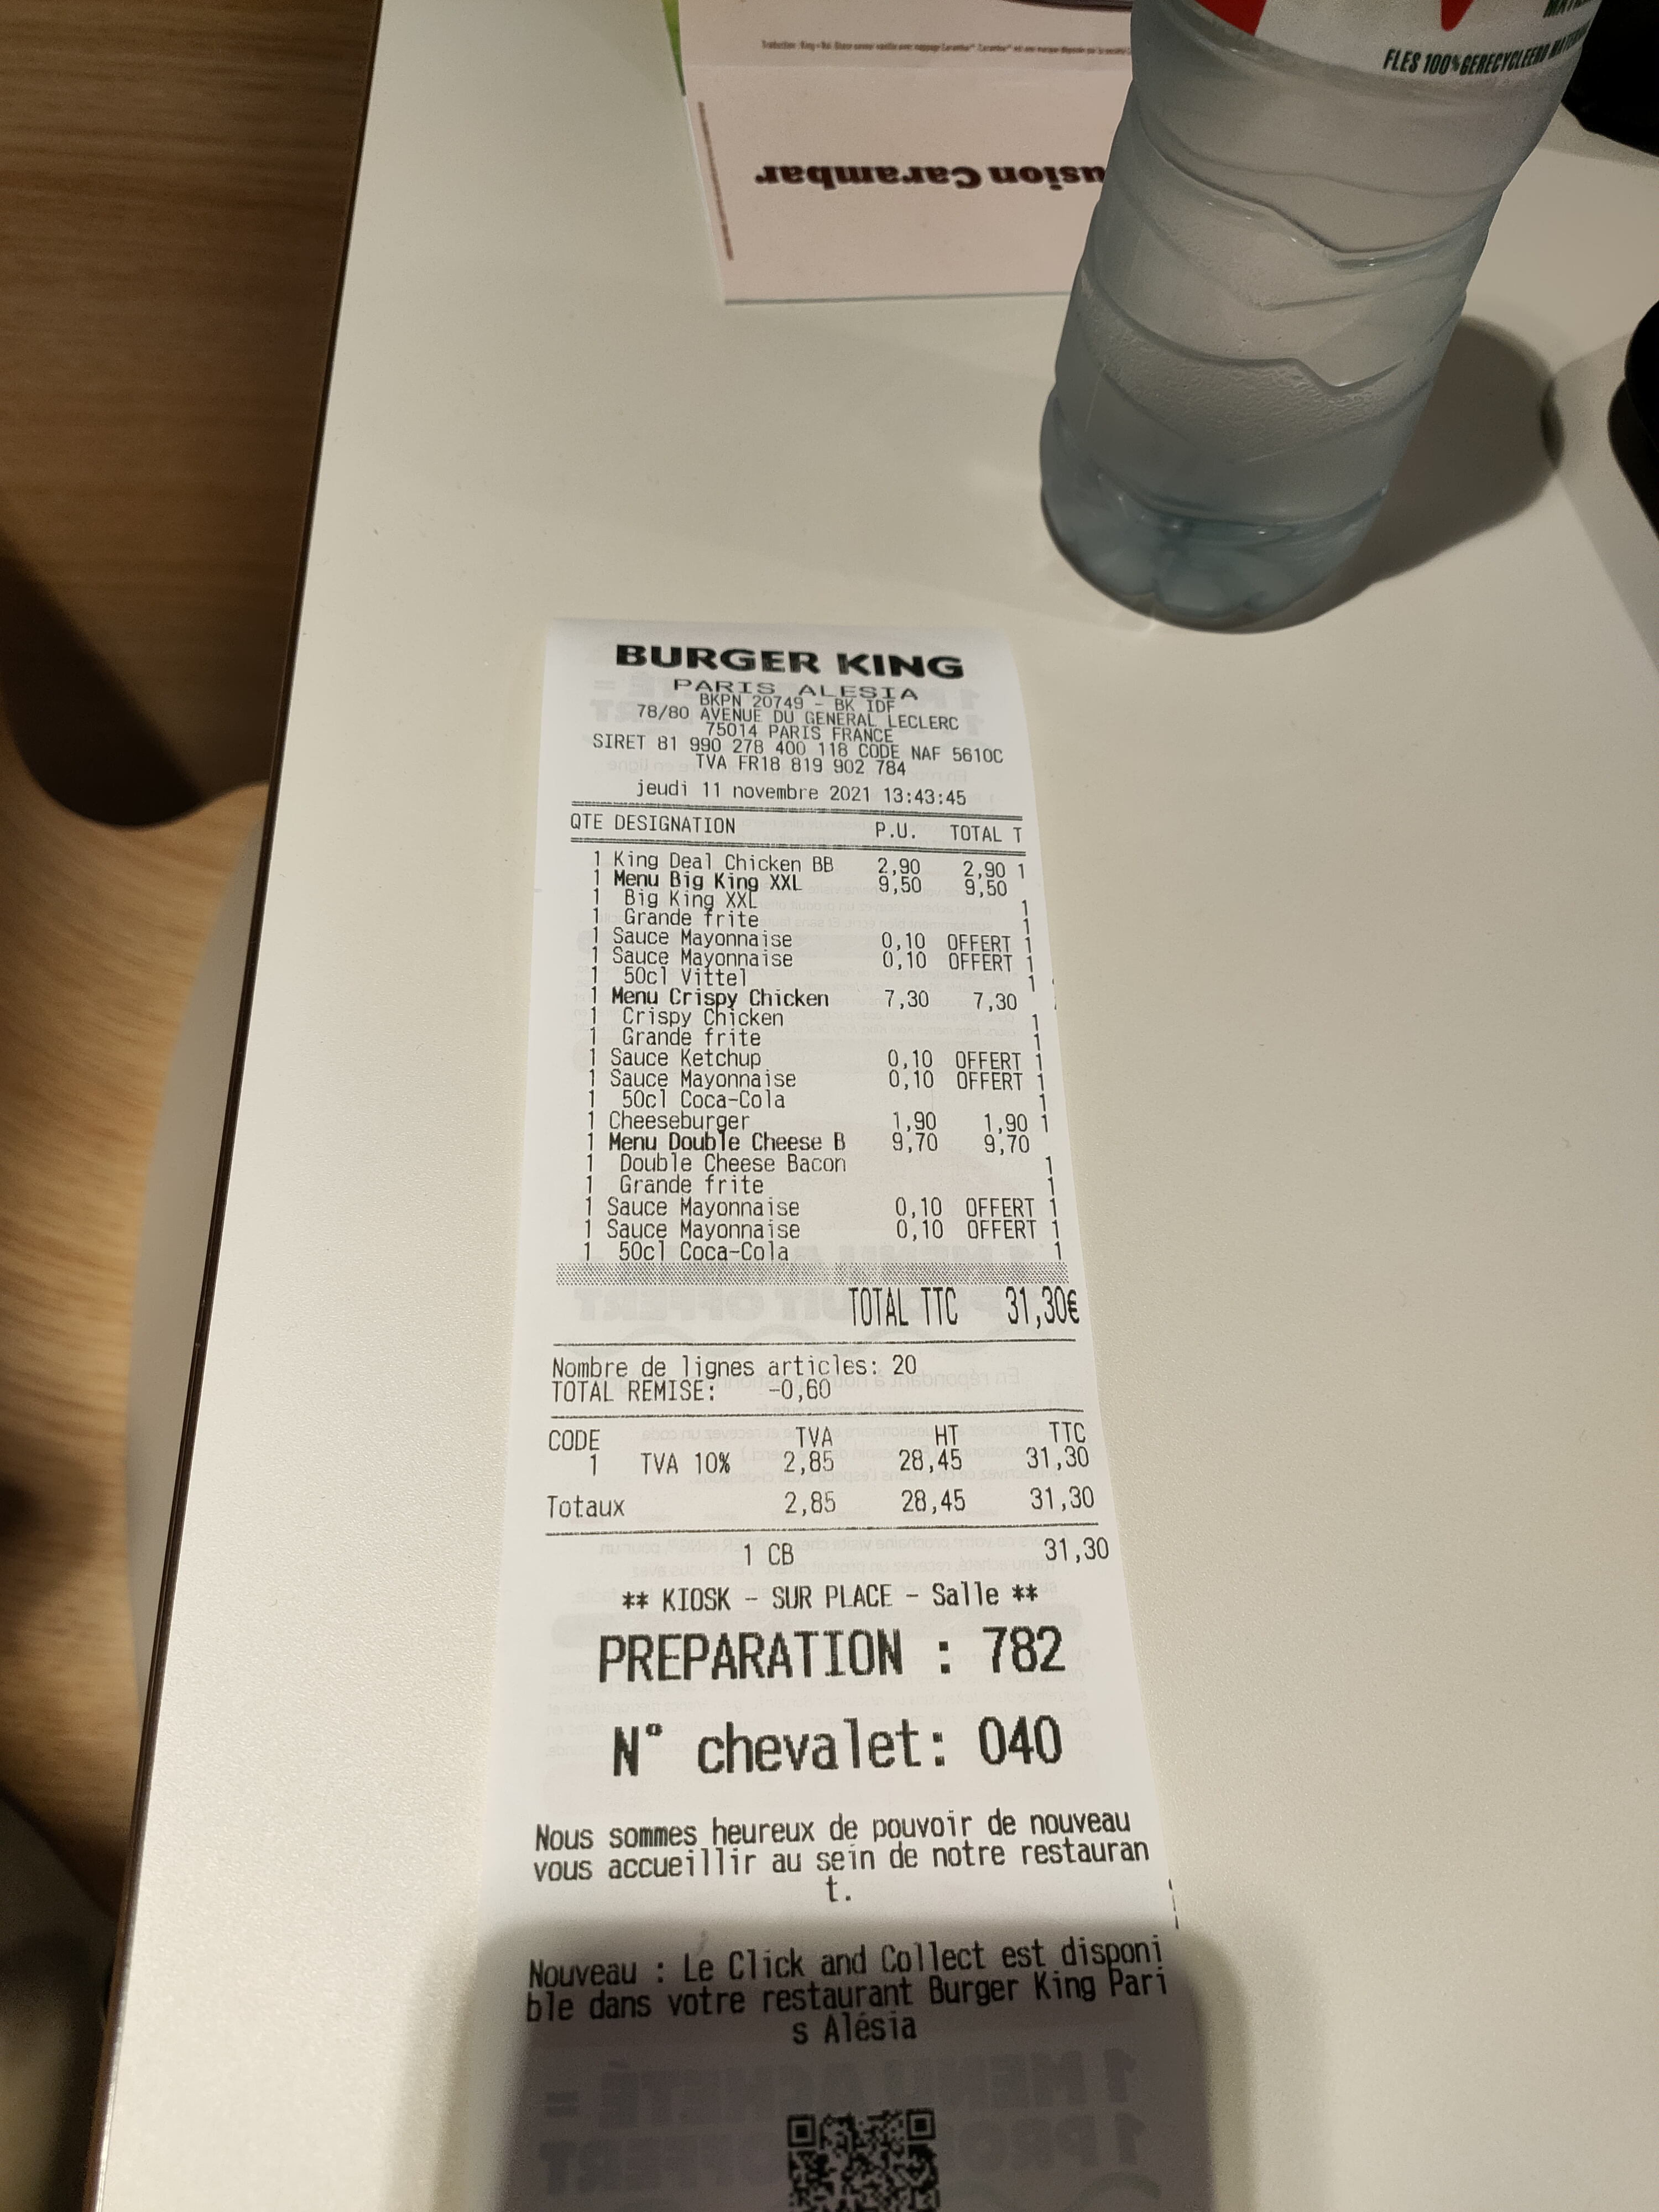 FLES 100% GERECYCLEERD
usion Carambar
BURGER KING
PARIS ALESIA
BKPN 20749 - BK IDF
78/80 AVENUE DU GENERAL LECLERC
75014 PARIS FRANCE
SIRET 81 990 278 400 118 CODE NAF 5610C
TVA FR18 819 902 784
jeudi 11 novembre 2021 13:43:45
QTE DESIGNATION P.U. TOTAL T
1 King Deal Chicken BB 2,90 2,90 1
1 Menu Big King XXL 9,50 9,50
1 Big King XXL 1
1 Grande frite 1
1 Sauce Mayonnaise 0,10 OFFERT 1
1 Sauce Mayonnaise 0,10 OFFERT 1
1 50cl Vittel 1
1 Menu Crispy Chicken 7,30 7,30
1 Crispy Chicken 1
1 Grande frite 1
1 Sauce Ketchup 0,10 OFFERT 1
1 Sauce Mayonnaise 0,10 OFFERT 1
1 50cl Coca-Cola 1
1 Cheeseburger 1,90 1,90 1
1 Menu Double Cheese B 9,70 9,70
1 Double Cheese Bacon 1
1 Grande frite 1
1 Sauce Mayonnaise 0,10 OFFERT 1
1 Sauce Mayonnaise 0,10 OFFERT 1
1 50cl Coca-Cola 1
TOTAL TTC 31,30€
Nombre de lignes articles: 20
TOTAL REMISE: -0,60
CODE TVA HT TTC
1 TVA 10% 2,85 28,45 31,30
Totaux 2,85 28,45 31,30
1 CB 31,30
** KIOSK - SUR PLACE - Salle **
PREPARATION : 782
N° chevalet: 040
Nous sommes heureux de pouvoir de nouveau
vous accueillir au sein de notre restauran
t.
Nouveau : Le Click and Collect est disponi
ble dans votre restaurant Burger King Pari
s Alésia